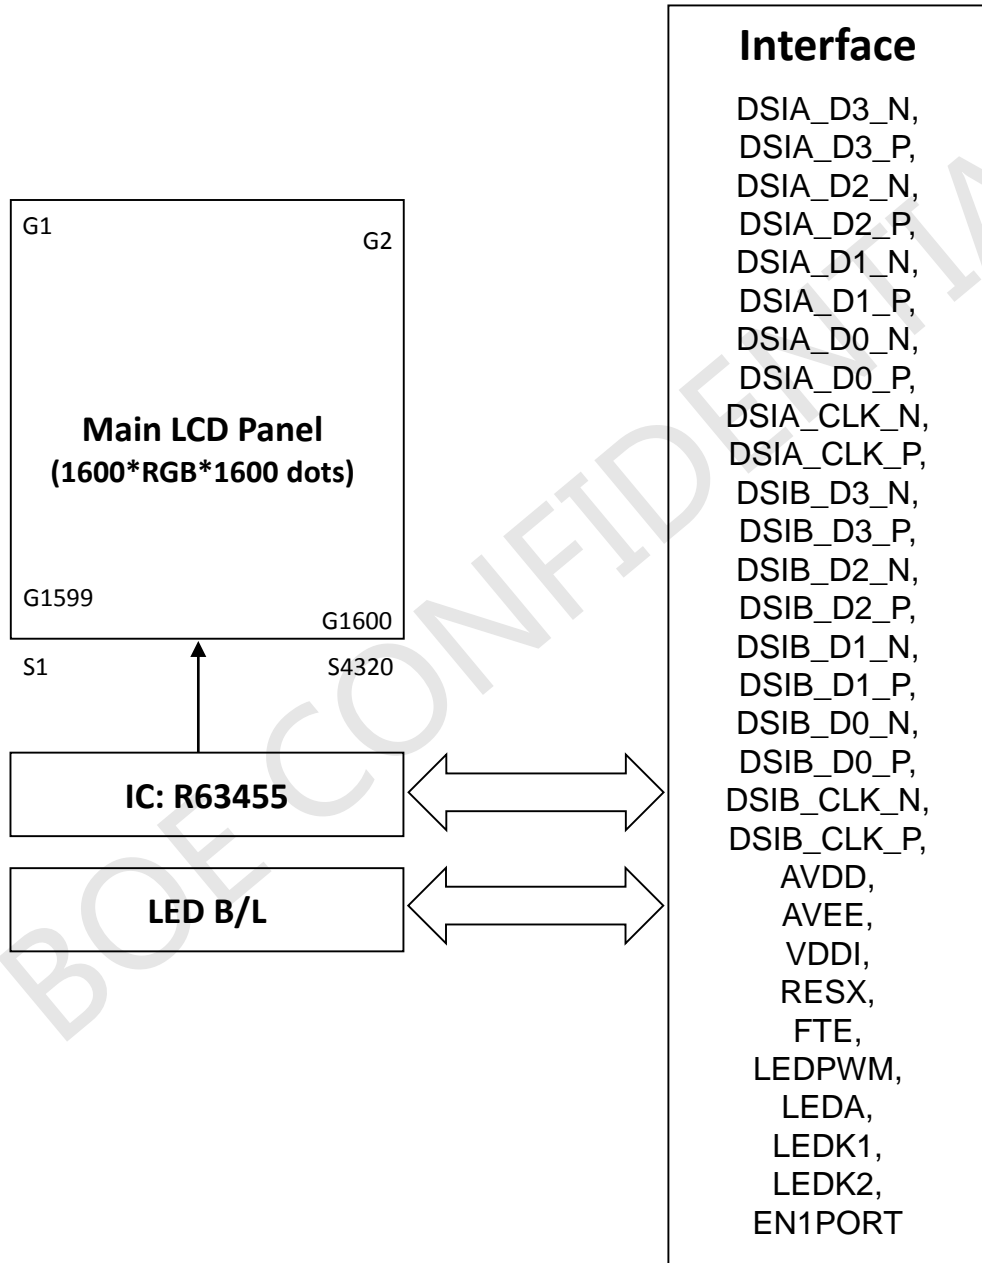 Interface
DSIA_D3_N,
DSIA_D3_P,
DSIA_D2_N,
DSIA_D2_P,
DSIA_D1_N,
DSIA_D1_P,
DSIA_D0_N,
DSIA_D0_P,
DSIA_CLK_N,
DSIA_CLK_P,
DSIB_D3_N,
DSIB_D3_P,
DSIB_D2_N,
DSIB_D2_P,
DSIB_D1_N,
DSIB_D1_P,
DSIB_D0_N,
DSIB_D0_P,
DSIB_CLK_N,
DSIB_CLK_P,
AVDD,
AVEE,
VDDI,
RESX,
FTE,
LEDPWM,
LEDA,
LEDK1,
LEDK2,
EN1PORT
G1
G2
Main LCD Panel
(1600*RGB*1600 dots)
G1599
G1600
S1
S4320
IC: R63455
LED B/L
BOE CONFIDENTIA